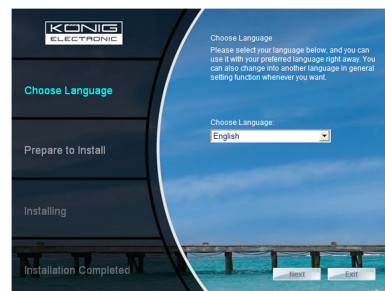 KÖNIG
ELECTRONIC
Choose Language
Prepare to Install
Installing
Installation Completed
Choose Language
Please select your language below, and you can
use it with your preferred language right away. You
can also change into another language in general
setting function whenever you want.
Choose Language:
English
Next
Exit